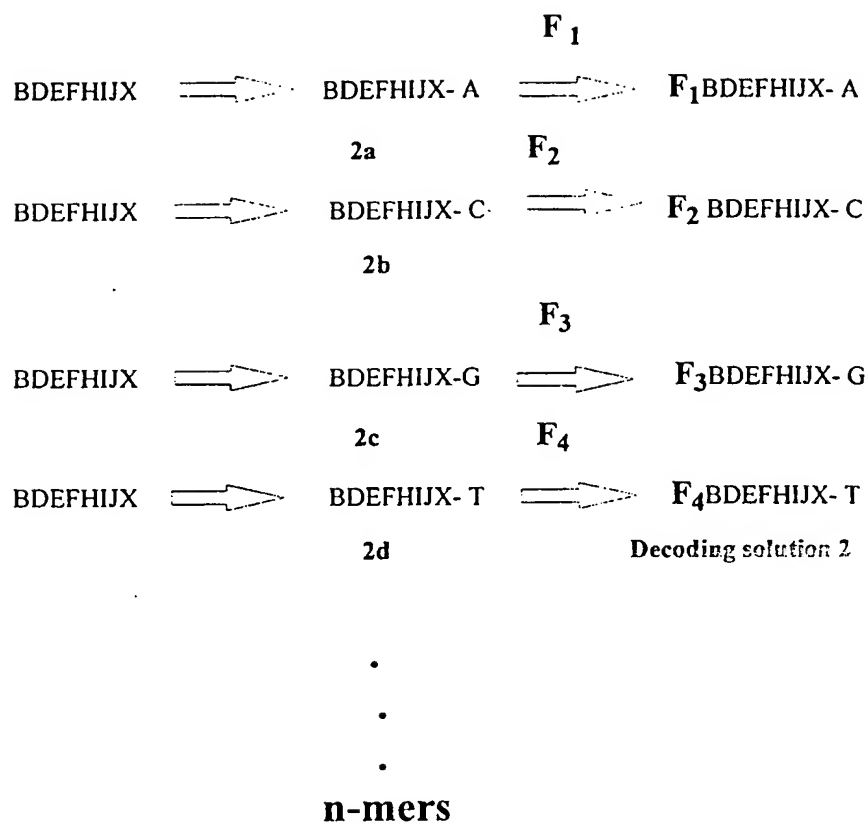 F1
BDEFHIJX BDEFHIJX- A F1BDEFHIJX- A
2a F2
BDEFHIJX BDEFHIJX- C F2 BDEFHIJX- C
2b
F3
BDEFHIJX BDEFHIJX-G F3BDEFHIJX- G
2c F4
BDEFHIJX BDEFHIJX- T F4BDEFHIJX- T
2d Decoding solution 2
n-mers